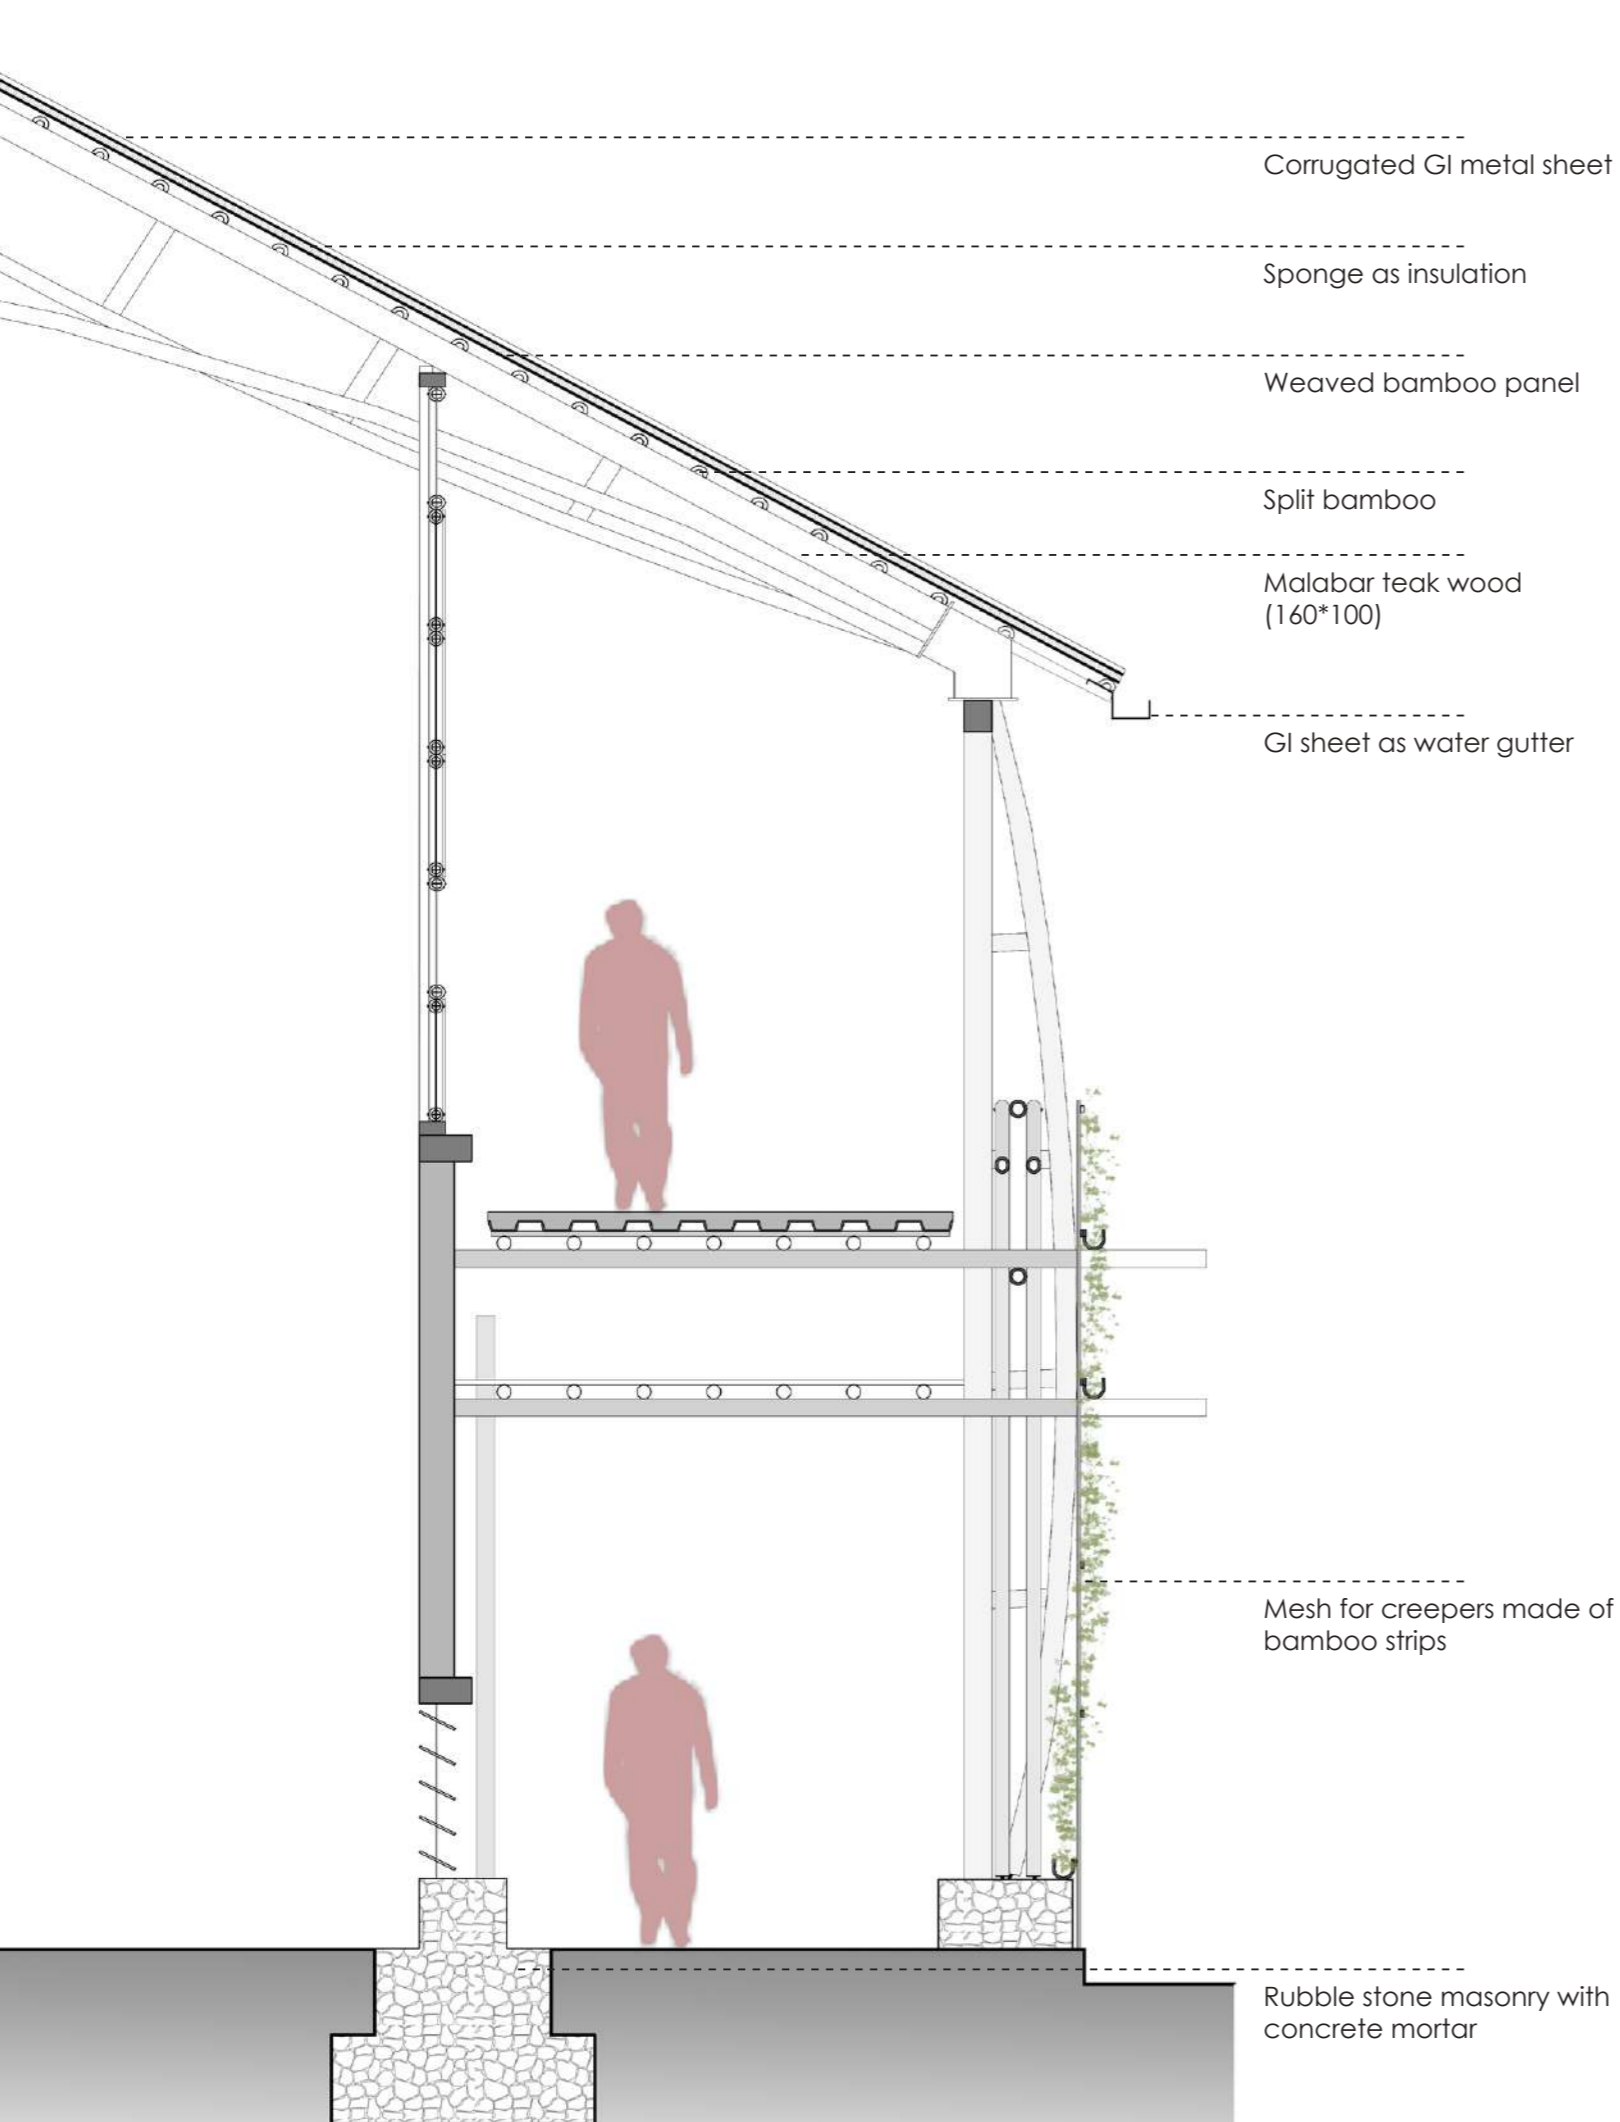 Corrugated GI metal sheet
Sponge as insulation
Weaved bamboo panel
Split bamboo
Malabar teak wood
(160*100)
GI sheet as water gutter
Mesh for creepers made of
bamboo strips
Rubble stone masonry with
concrete mortar